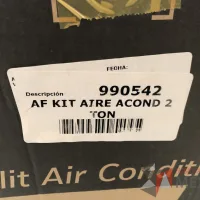 FECHA:
Descripción: 990542
AF KIT AIRE ACOND 2
TON
lit Air Conditi